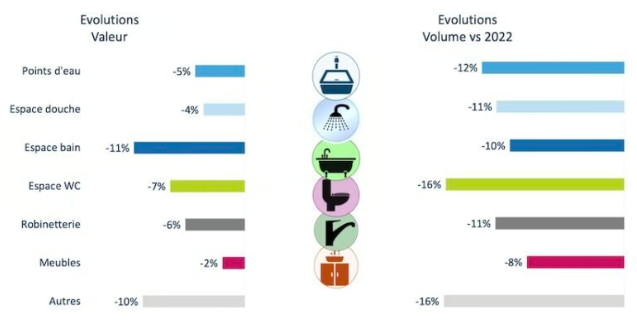 Evolutions
Valeur
Evolutions
Volume vs 2022
Points d'eau -5% -12%
Espace douche -4% -11%
Espace bain -11% -10%
Espace WC -7% -16%
Robinetterie -6% -11%
Meubles -2% -8%
Autres -10% -16%